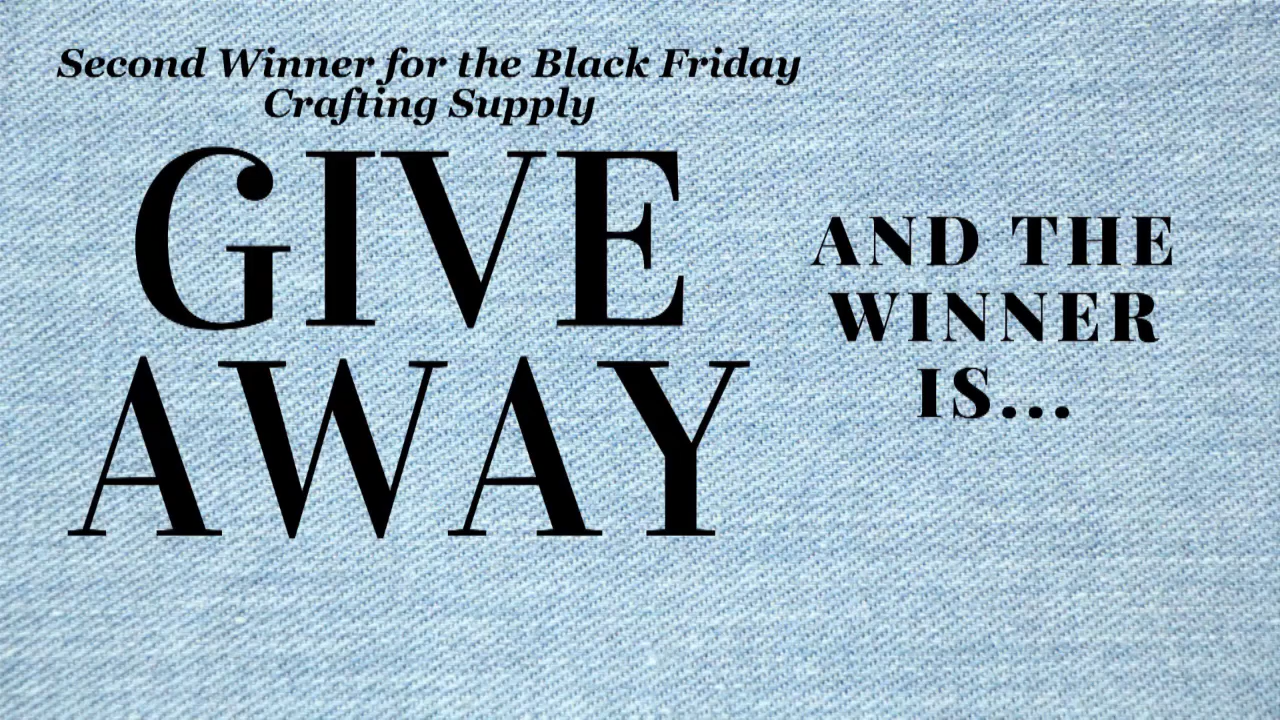 Second Winner for the Black Friday
Crafting Supply
GIVE
AWAY
AND THE
WINNER
IS...